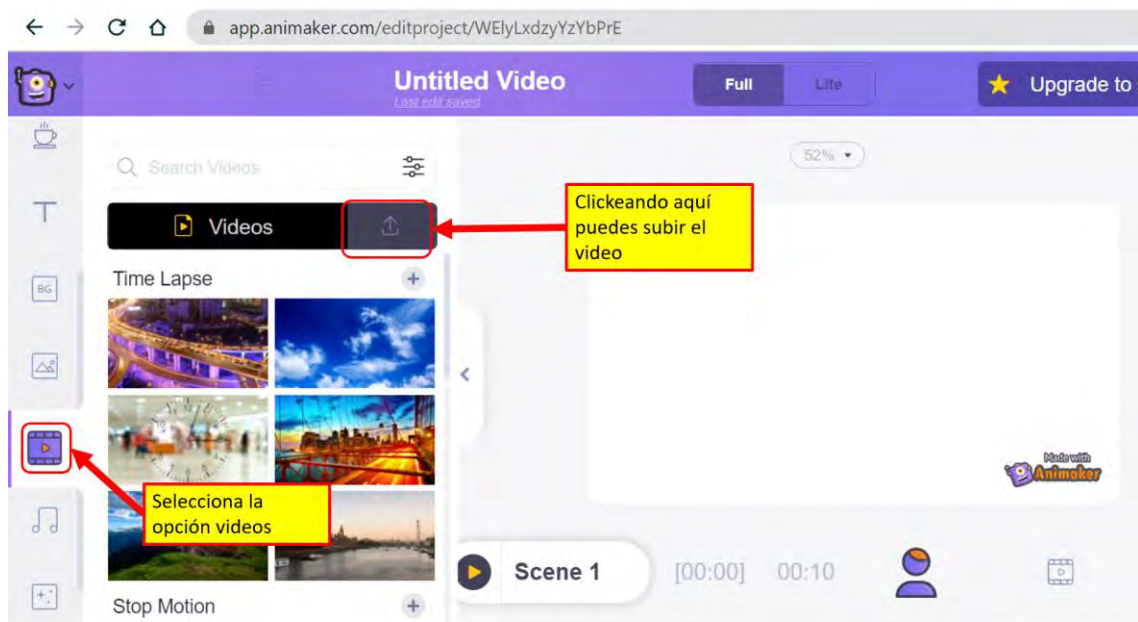 app.animaker.com/editproject/WElyLxdzyYzYbPrE
Untitled Video
Last edit saved
Full
Lite
Upgrade to
Search Videos
52%
Clickeando aquí
puedes subir el
video
Videos
Time Lapse
BG
Selecciona la
opción videos
Made with
Animaker
Scene 1
[00:00]
00:10
Stop Motion